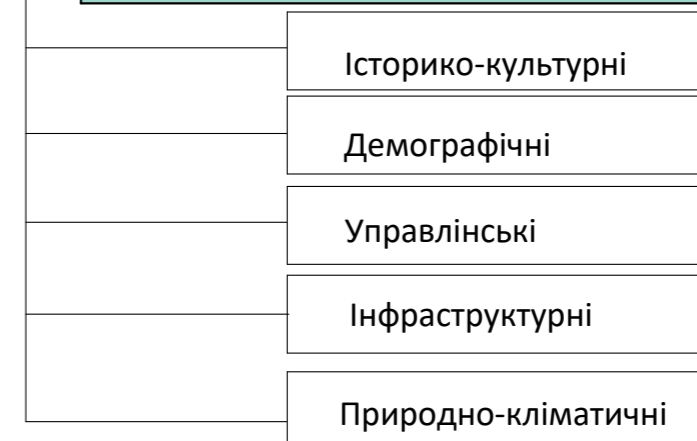 Історико-культурні
Демографічні
Управлінські
Інфраструктурні
Природно-кліматичні